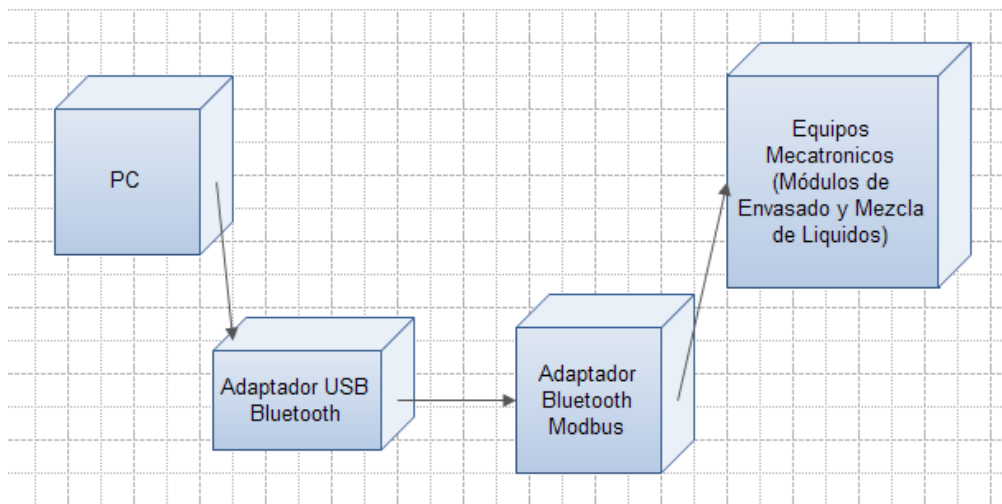 PC
Adaptador USB
Bluetooth
Adaptador
Bluetooth
Modbus
Equipos
Mecatronicos
(Módulos de
Envasado y Mezcla
de Liquidos)